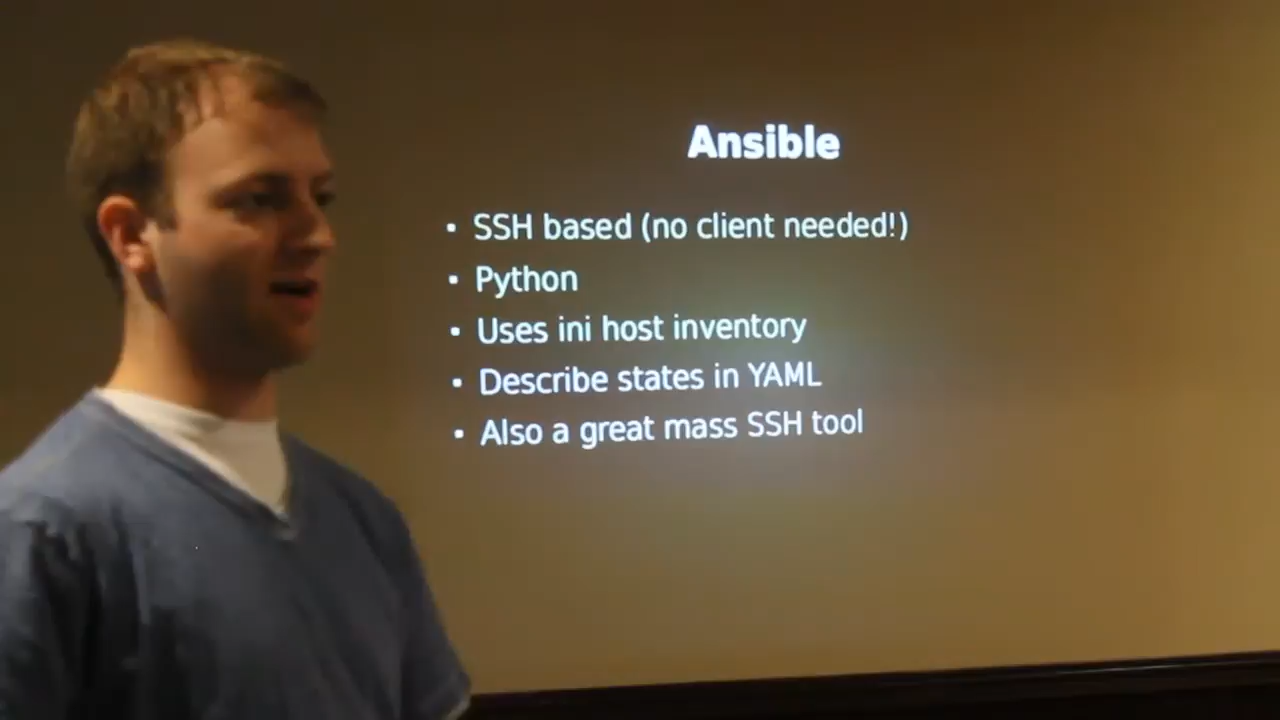 Ansible
• SSH based (no client needed!)
• Python
• Uses ini host inventory
• Describe states in YAML
• Also a great mass SSH tool